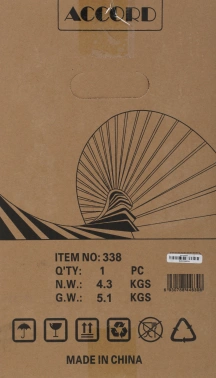 ACCORD
ITEM NO: 338
Q'TY: 1 PC
N.W.: 4.3 KGS
G.W.: 5.1 KGS
MADE IN CHINA